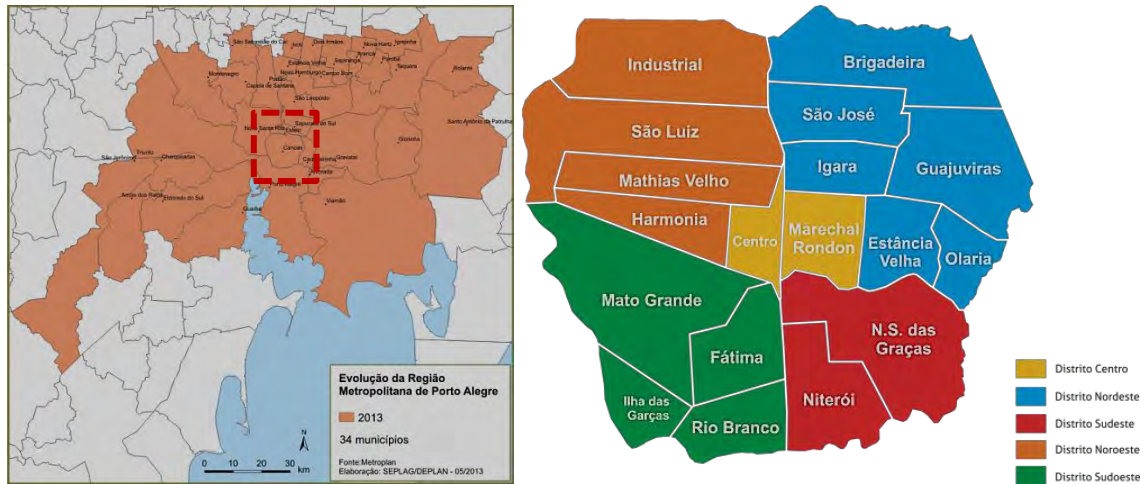 São Sebastião do Caí
Ivoti
Dois Irmãos
Nova Hartz
Igrejinha
Araricá
Parobé
Sapiranga
Taquara
Rolante
Estância Velha
Montenegro
Novo Hamburgo
Campo Bom
Portão
Capela de Santana
São Leopoldo
Sapucaia do Sul
Nova Santa Rita
Esteio
Santo Antônio da Patrulha
Canoas
Glorinha
Cachoeirinha
Gravataí
Triunfo
São Jerônimo
Charqueadas
Alvorada
Porto Alegre
Arroio dos Ratos
Eldorado do Sul
Viamão
Guaíba
Evolução da Região
Metropolitana de Porto Alegre
2013
34 municípios
Fonte:Metroplan
Elaboração: SEPLAG/DEPLAN - 05/2013
N
0 10 20 30
km
Industrial
Brigadeira
São José
São Luiz
Igara
Guajuviras
Mathias Velho
Harmonia
Centro
Marechal
Rondon
Estância
Velha
Olaria
Mato Grande
N.S. das
Graças
Fátima
Ilha das
Garças
Niterói
Rio Branco
Distrito Centro
Distrito Nordeste
Distrito Sudeste
Distrito Noroeste
Distrito Sudoeste